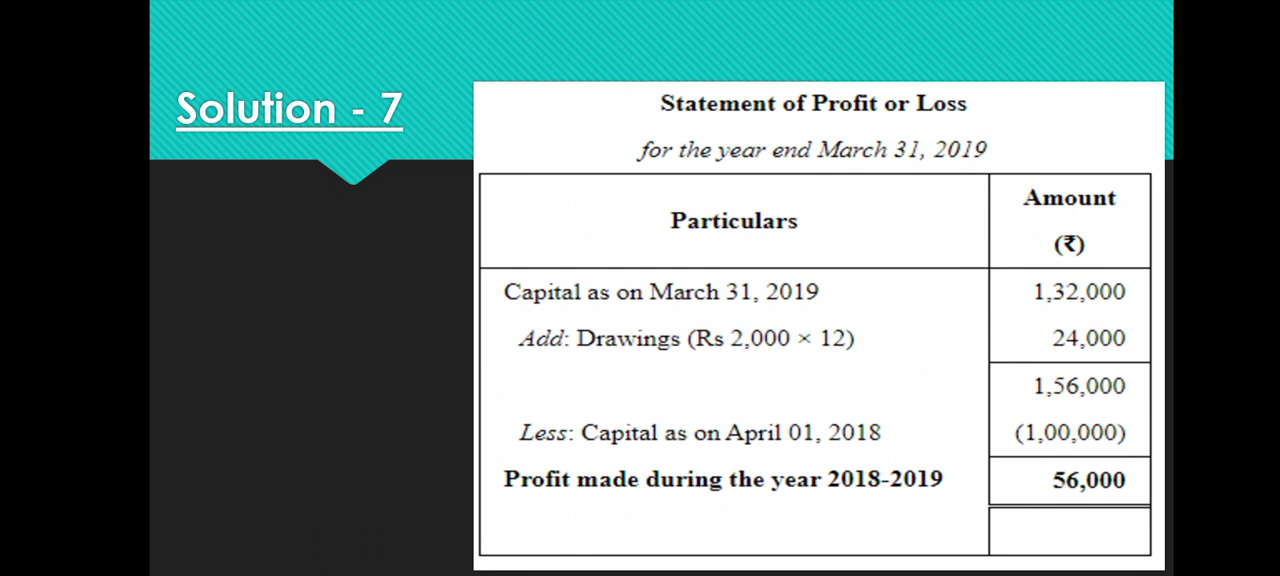 Solution - 7
Statement of Profit or Loss
for the year end March 31, 2019
Particulars
Amount
(₹)
Capital as on March 31, 2019 1,32,000
Add: Drawings (Rs 2,000 × 12) 24,000
1,56,000
Less: Capital as on April 01, 2018 (1,00,000)
Profit made during the year 2018-2019 56,000